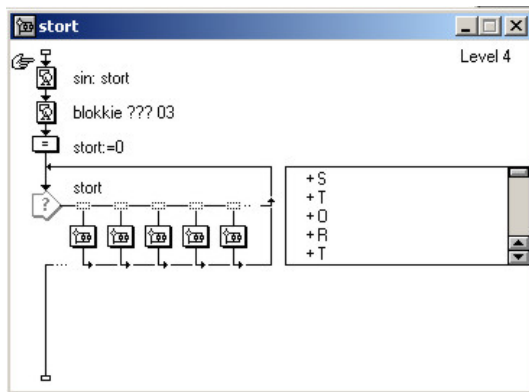 stort
Level 4
sin: stort
blokkie ??? 03
= stort:=0
stort
?
+S
+T
+O
+R
+T